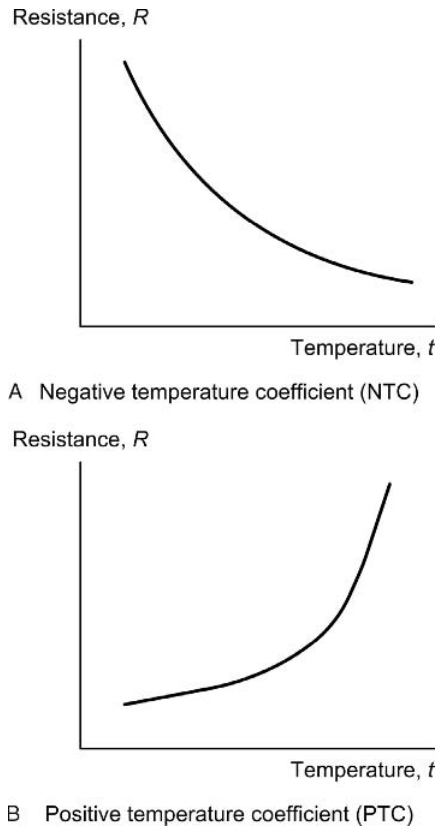 Resistance, R
Temperature, t
A Negative temperature coefficient (NTC)
Resistance, R
Temperature, t
B Positive temperature coefficient (PTC)